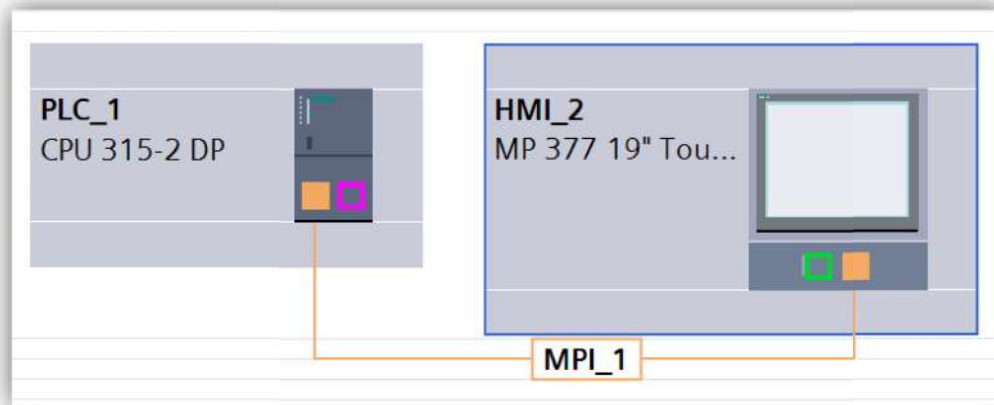 PLC_1
CPU 315-2 DP
HMI_2
MP 377 19" Tou...
MPI_1